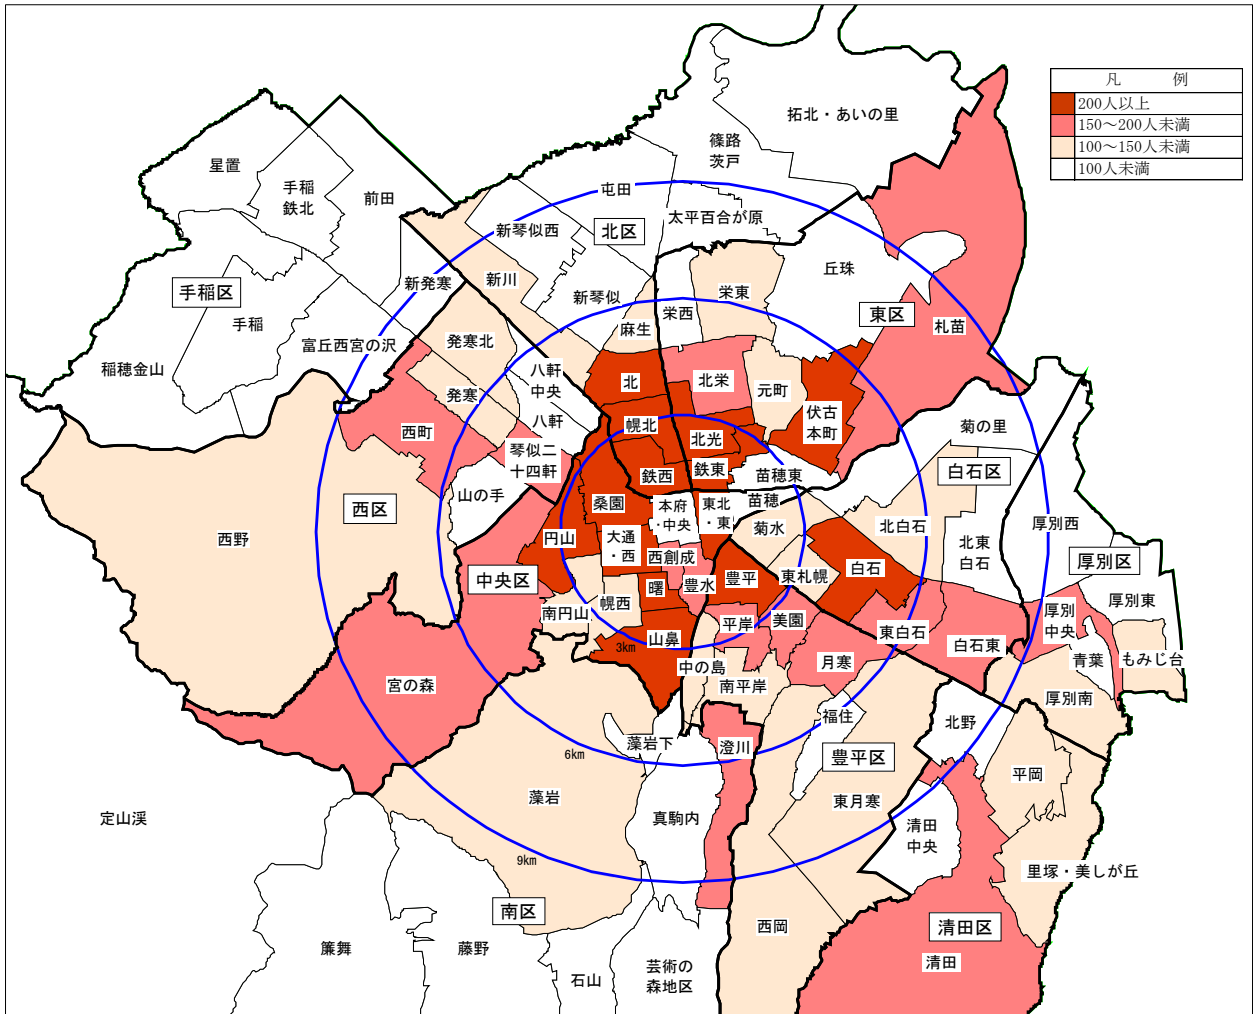 凡　例
200人以上
150～200人未満
100～150人未満
100人未満
拓北・あいの里
篠路
茨戸
星置
手稲
鉄北
前田
屯田
太平百合が原
新琴似西
北区
丘珠
手稲区
新発寒
新川
新琴似
栄西
栄東
東区
札苗
手稲
麻生
富丘西宮の沢
発寒北
稲穂金山
八軒
中央
北
北栄
元町
発寒
八軒
伏古
本町
菊の里
西町
幌北
北光
琴似二
十四軒
鉄西
鉄東
苗穂東
白石区
山の手
西区
桑園
本府
・中央
東北
・東
苗穂
菊水
北白石
厚別西
西野
円山
大通
・西
西創成
北東
白石
厚別区
中央区
豊水
豊平
東札幌
白石
曙
南円山
幌西
厚別東
平岸
美園
東白石
厚別
中央
山鼻
3km
白石東
もみじ台
中の島
月寒
青葉
宮の森
南平岸
厚別南
福住
北野
藻岩下
澄川
6km
豊平区
平岡
藻岩
東月寒
定山渓
真駒内
清田
中央
9km
里塚・美しが丘
南区
西岡
清田区
簾舞
藤野
清田
石山
芸術の
森地区